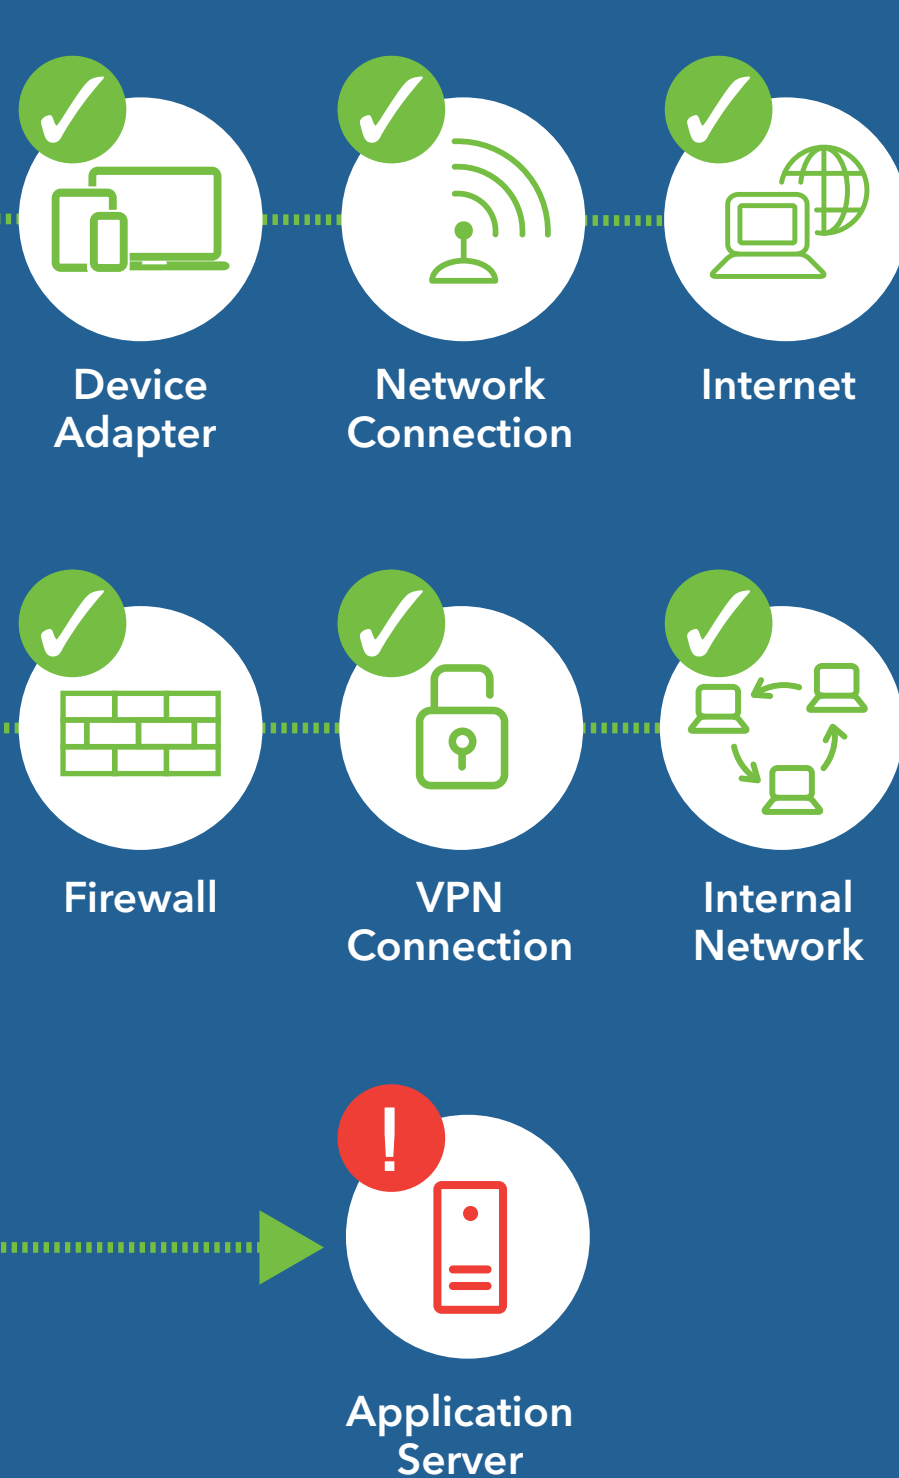 Device
Adapter
Network
Connection
Internet
Firewall
VPN
Connection
Internal
Network
!
Application
Server